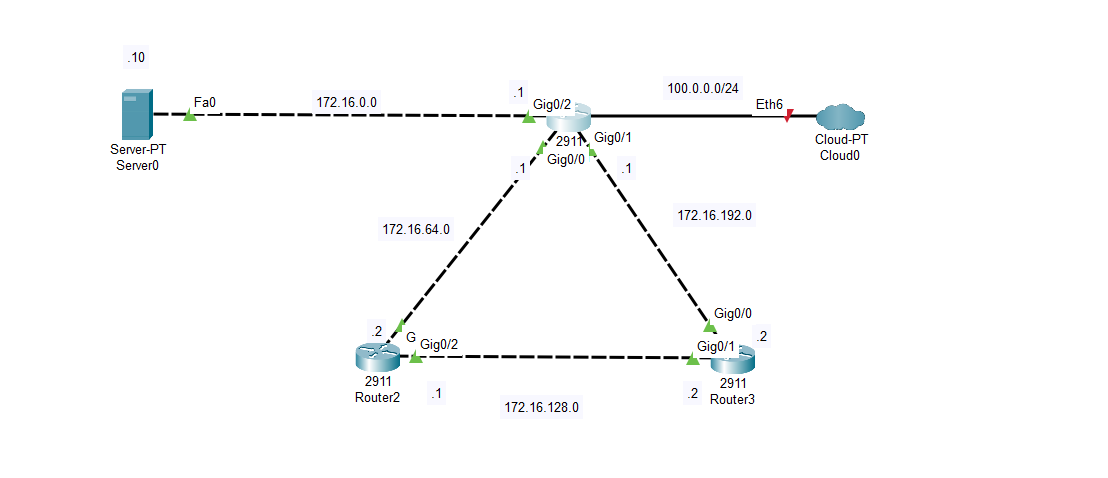 .10
Fa0
172.16.0.0
.1
Gig0/2
100.0.0.0/24
Eth6
Server-PT
Server0
2911
Gig0/1
Gig0/0
.1
.1
Cloud-PT
Cloud0
172.16.64.0
172.16.192.0
Gig0/0
.2
G
Gig0/2
Gig0/1
.2
2911
Router2
.1
172.16.128.0
.2
2911
Router3